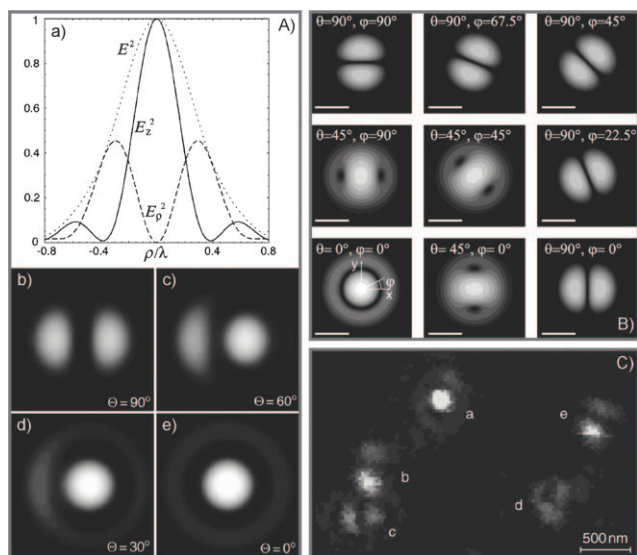 A)
a)
E²
E_z²
E_ρ²
1
0.8
0.6
0.4
0.2
0
-0.8
-0.4
0.0
0.4
0.8
ρ/λ
b)
Θ=90°
c)
Θ=60°
d)
Θ=30°
e)
Θ=0°
θ=90°, φ=90°
θ=90°, φ=67.5°
θ=90°, φ=45°
θ=45°, φ=90°
θ=45°, φ=45°
θ=90°, φ=22.5°
θ=0°, φ=0°
y
φ
x
θ=45°, φ=0°
θ=90°, φ=0°
B)
C)
a
b
c
d
e
500nm